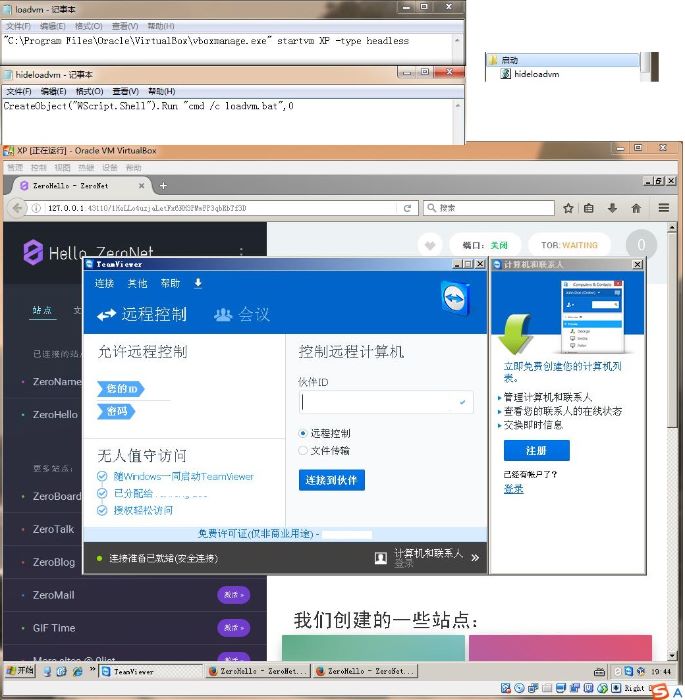 loadvm - 记事本
文件(F) 编辑(E) 格式(O) 查看(V) 帮助(H)
"C:\Program Files\Oracle\VirtualBox\vboxmanage.exe" startvm XP -type headless
启动
hideloadvm
hideloadvm - 记事本
文件(F) 编辑(E) 格式(O) 查看(V) 帮助(H)
CreateObject("WScript.Shell").Run "cmd /c loadvm.bat",0
XP [正在运行] - Oracle VM VirtualBox
管理 控制 视图 热键 设备 帮助
ZeroHello - ZeroNet
搜索
Hello, ZeroNet
端口: 关闭
TOR: WAITING
0
TeamViewer
连接 其他 帮助
远程控制
会议
允许远程控制
您的ID
密码
无人值守访问
随Windows一同启动TeamViewer
已分配给
授权轻松访问
控制远程计算机
伙伴ID
远程控制
文件传输
连接到伙伴
免费许可证(仅非商业用途) -
连接准备已就绪(安全连接)
计算机和联系人
登录
计算机和联系人
Computers & Contacts
立即免费创建您的计算机列表。
管理计算机和联系人
查看您的联系人的在线状态
交换即时信息
注册
已经有帐户了?
登录
站点
已连接的站
ZeroName
ZeroHello
更多站点:
ZeroBoard
ZeroTalk
ZeroBlog
ZeroMail
激活 »
GIF Time
激活 »
More sites @ 0list
我们创建的一些站点:
开始
TeamViewer
ZeroHello - ZeroNet...
ZeroHello - ZeroNet...
19:44
Right